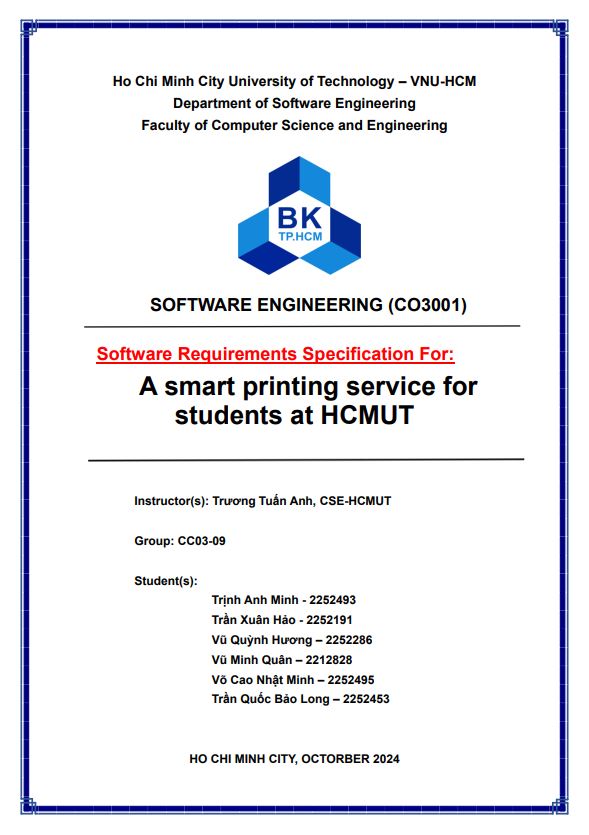 Ho Chi Minh City University of Technology – VNU-HCM
Department of Software Engineering
Faculty of Computer Science and Engineering
BK
TP.HCM
SOFTWARE ENGINEERING (CO3001)
Software Requirements Specification For:
A smart printing service for
students at HCMUT
Instructor(s): Trương Tuấn Anh, CSE-HCMUT
Group: CC03-09
Student(s):
Trịnh Anh Minh - 2252493
Trần Xuân Hảo - 2252191
Vũ Quỳnh Hương – 2252286
Vũ Minh Quân – 2212828
Võ Cao Nhật Minh – 2252495
Trần Quốc Bảo Long – 2252453
HO CHI MINH CITY, OCTORBER 2024